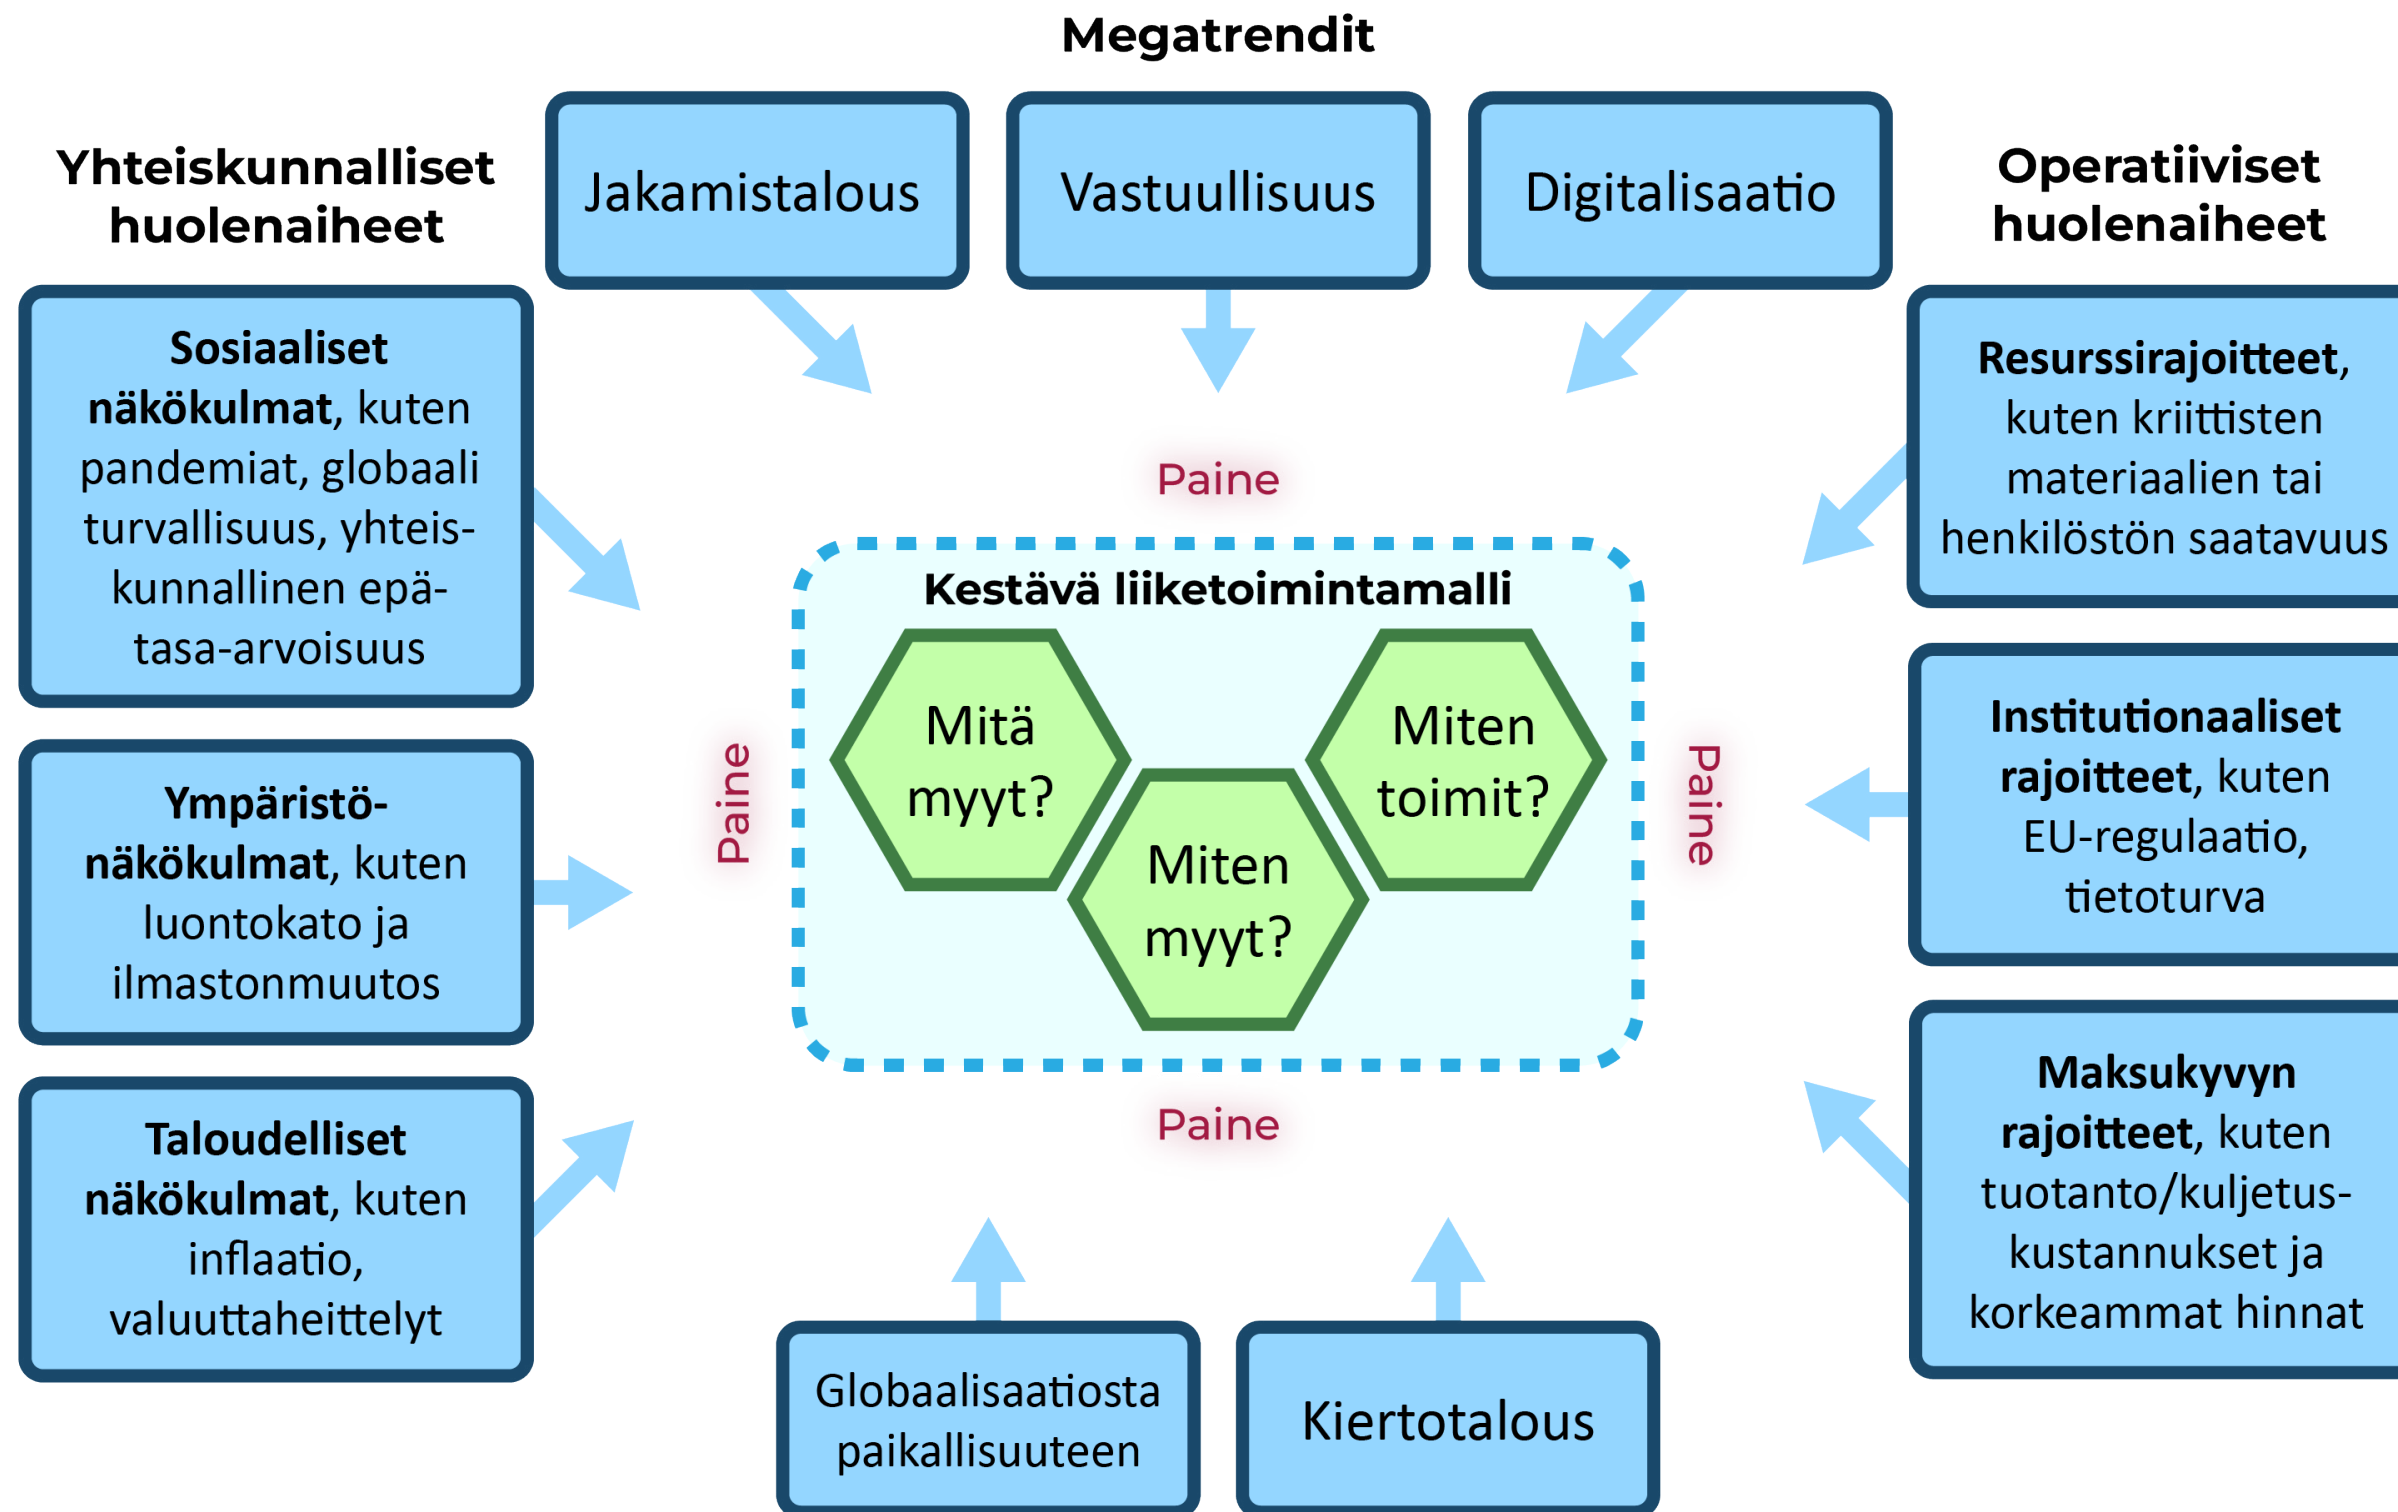 Megatrendit
Jakamistalous
Vastuullisuus
Digitalisaatio
Yhteiskunnalliset
huolenaiheet
Sosiaaliset
näkökulmat, kuten
pandemiat, globaali
turvallisuus, yhteis-
kunnallinen epä-
tasa-arvoisuus
Ympäristö-
näkökulmat, kuten
luontokato ja
ilmastonmuutos
Taloudelliset
näkökulmat, kuten
inflaatio,
valuuttaheittelyt
Paine
Paine
Kestävä liiketoimintamalli
Mitä
myyt?
Miten
myyt?
Miten
toimit?
Paine
Paine
Operatiiviset
huolenaiheet
Resurssirajoitteet,
kuten kriittisten
materiaalien tai
henkilöstön saatavuus
Institutionaaliset
rajoitteet, kuten
EU-regulaatio,
tietoturva
Maksukyvyn
rajoitteet, kuten
tuotanto/kuljetus-
kustannukset ja
korkeammat hinnat
Globaalisaatiosta
paikallisuuteen
Kiertotalous